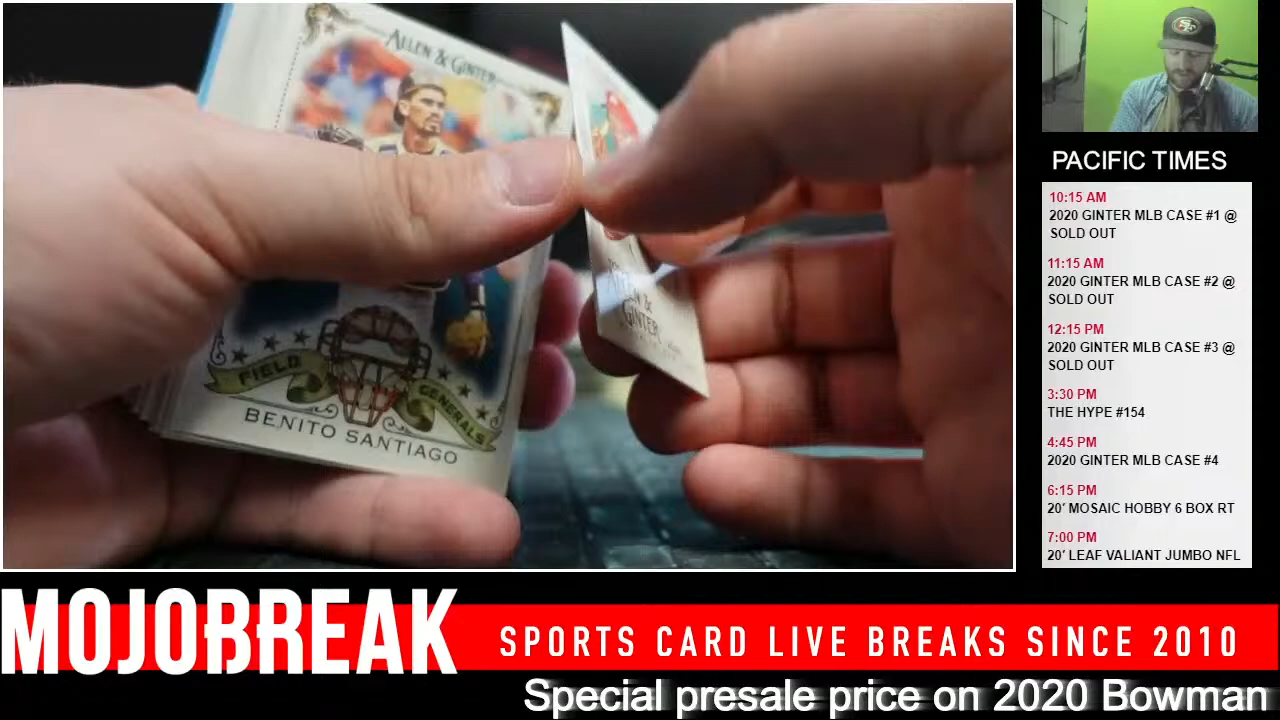 ALLEN & GINTER
FIELD GENERALS
BENITO SANTIAGO
ALLEN &
GINTER
PACIFIC TIMES
10:15 AM
2020 GINTER MLB CASE #1 @
SOLD OUT
11:15 AM
2020 GINTER MLB CASE #2 @
SOLD OUT
12:15 PM
2020 GINTER MLB CASE #3 @
SOLD OUT
3:30 PM
THE HYPE #154
4:45 PM
2020 GINTER MLB CASE #4
6:15 PM
20' MOSAIC HOBBY 6 BOX RT
7:00 PM
20' LEAF VALIANT JUMBO NFL
MOJOBREAK
SPORTS CARD LIVE BREAKS SINCE 2010
Special presale price on 2020 Bowman